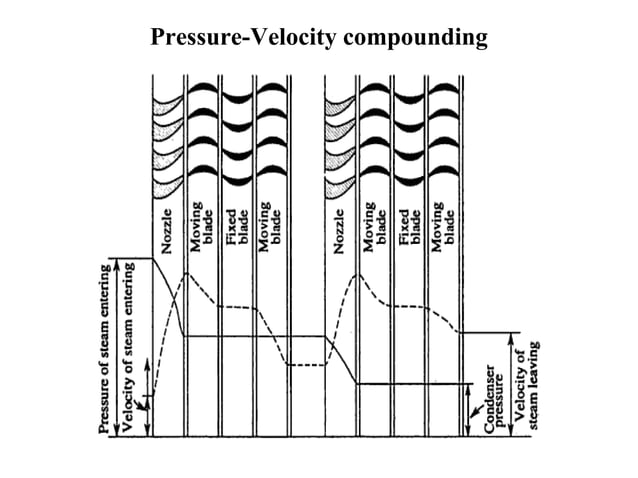 Pressure-Velocity compounding
Nozzle
Moving
blade
Fixed
blade
Moving
blade
Nozzle
Moving
blade
Fixed
blade
Moving
blade
Pressure of steam entering
Velocity of steam entering
Condenser
pressure
Velocity of
steam leaving